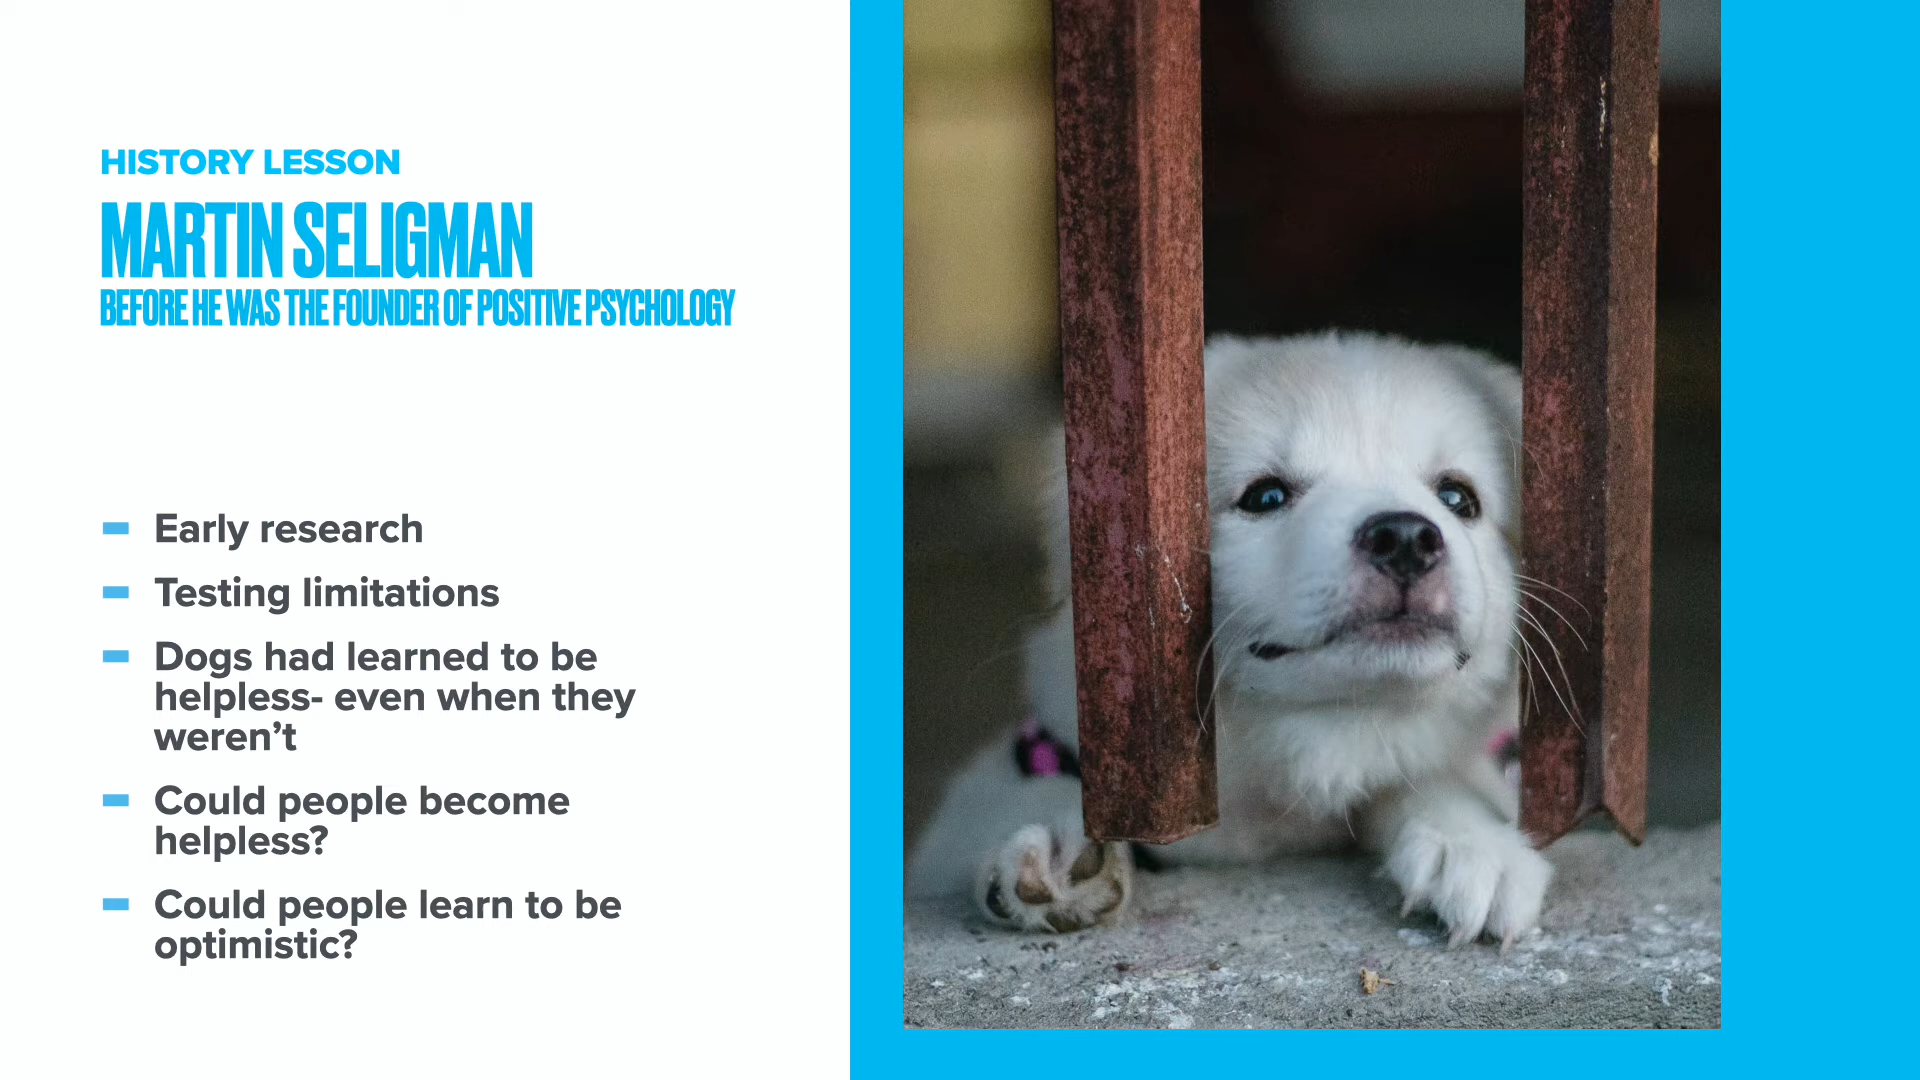 HISTORY LESSON
MARTIN SELIGMAN
BEFORE HE WAS THE FOUNDER OF POSITIVE PSYCHOLOGY
Early research
Testing limitations
Dogs had learned to be
helpless- even when they
weren’t
Could people become
helpless?
Could people learn to be
optimistic?